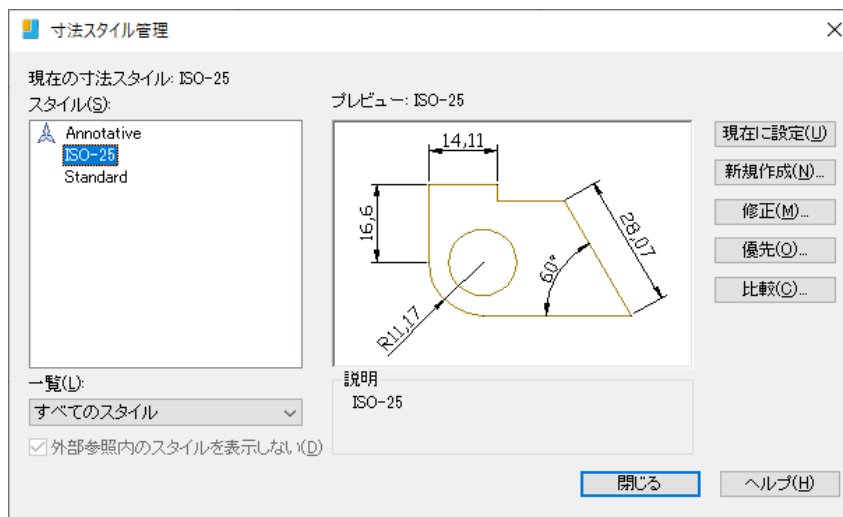 寸法スタイル管理
現在の寸法スタイル: ISO-25
スタイル(S):
Annotative
ISO-25
Standard
一覧(L):
すべてのスタイル
外部参照内のスタイルを表示しない(D)
プレビュー: ISO-25
14,11
16,6
28,07
60°
R11,17
説明
ISO-25
現在に設定(U)
新規作成(N)...
修正(M)...
優先(O)...
比較(C)...
閉じる
ヘルプ(H)